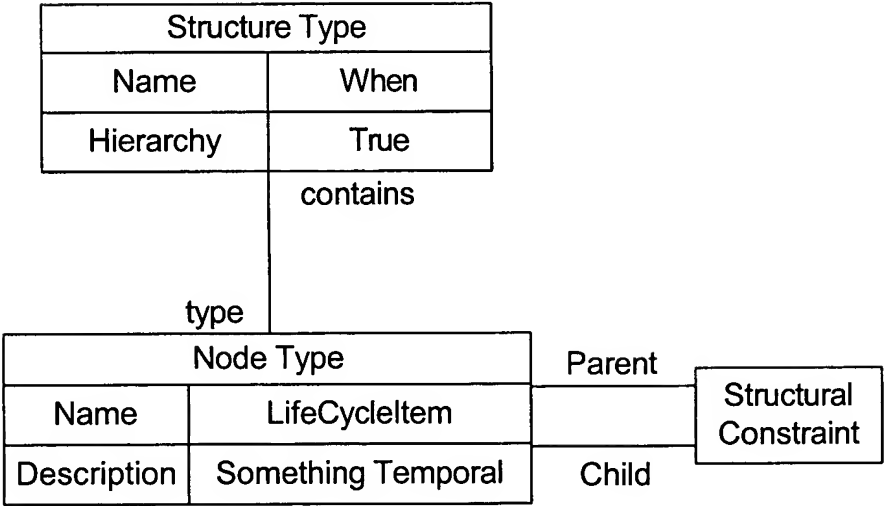 Structure Type
Name When
Hierarchy True
contains
type
Node Type
Parent
Name LifeCycleItem
Structural
Constraint
Description Something Temporal
Child